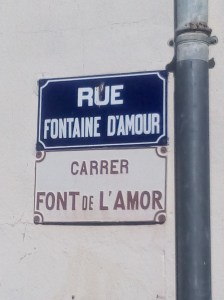 RUE
FONTAINE D'AMOUR
CARRER
FONT DE L'AMOR